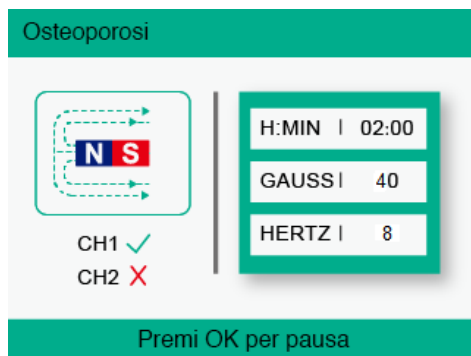 Osteoporosi
N S
CH1 ✓
CH2 X
H:MIN | 02:00
GAUSS | 40
HERTZ | 8
Premi OK per pausa